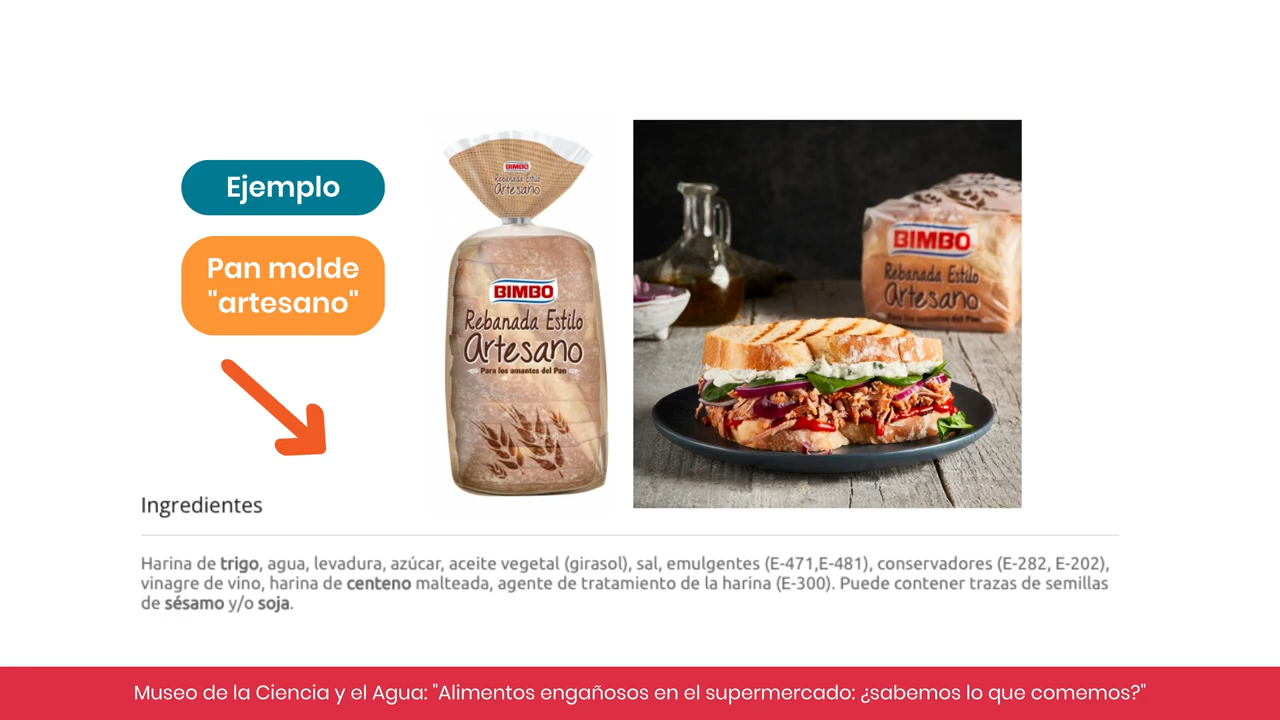 Ejemplo
Pan molde
"artesano"
BIMBO
Rebanada Estilo
Artesano
BIMBO
Rebanada Estilo
Artesano
Para los amantes del Pan
BIMBO
Rebanada Estilo
Artesano
Para los amantes del Pan
Ingredientes
Harina de trigo, agua, levadura, azúcar, aceite vegetal (girasol), sal, emulgentes (E-471,E-481), conservadores (E-282, E-202),
vinagre de vino, harina de centeno malteada, agente de tratamiento de la harina (E-300). Puede contener trazas de semillas
de sésamo y/o soja.
Museo de la Ciencia y el Agua: "Alimentos engañosos en el supermercado: ¿sabemos lo que comemos?"